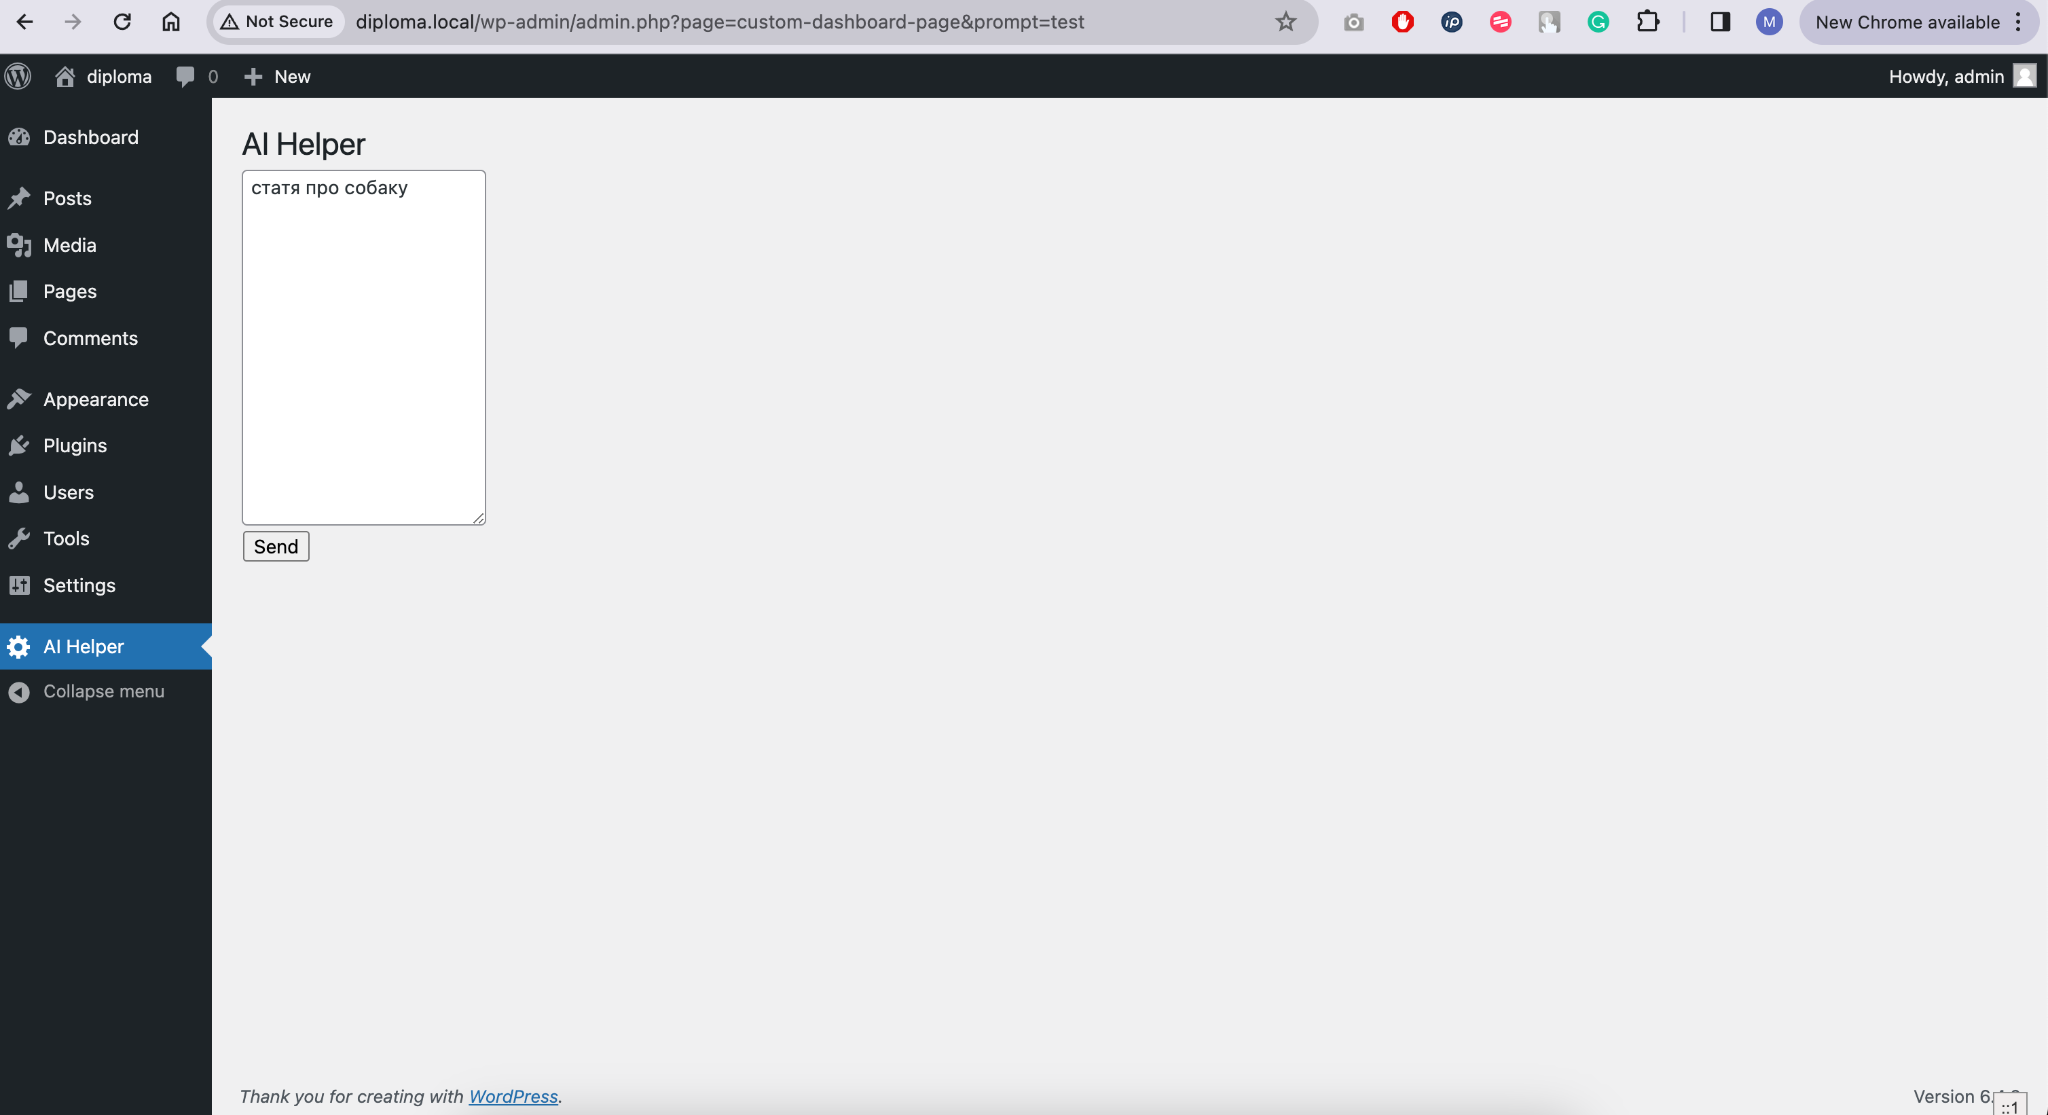 Not Secure diploma.local/wp-admin/admin.php?page=custom-dashboard-page&prompt=test M New Chrome available
diploma 0 New Howdy, admin
Dashboard
Posts
Media
Pages
Comments
Appearance
Plugins
Users
Tools
Settings
AI Helper
Collapse menu
AI Helper
статя про собаку
Send
Thank you for creating with WordPress.
Version
::1